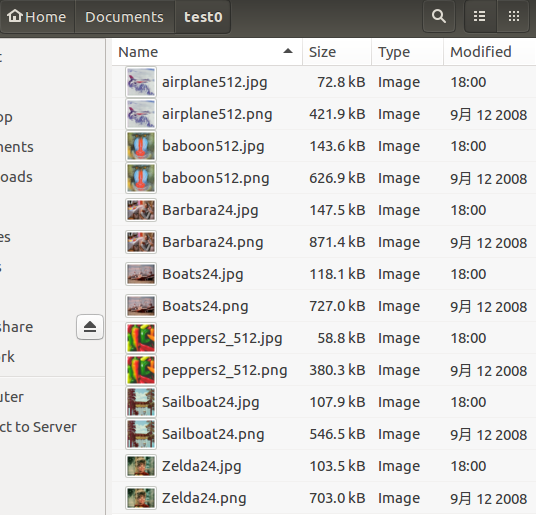 Home Documents test0
Name Size Type Modified
airplane512.jpg 72.8 kB Image 18:00
airplane512.png 421.9 kB Image 9月 12 2008
op
baboon512.jpg 143.6 kB Image 18:00
ments
baboon512.png 626.9 kB Image 9月 12 2008
oads
Barbara24.jpg 147.5 kB Image 18:00
Barbara24.png 871.4 kB Image 9月 12 2008
es
Boats24.jpg 118.1 kB Image 18:00
s
Boats24.png 727.0 kB Image 9月 12 2008
share
peppers2_512.jpg 58.8 kB Image 18:00
rk
peppers2_512.png 380.3 kB Image 9月 12 2008
uter
Sailboat24.jpg 107.9 kB Image 18:00
ct to Server
Sailboat24.png 546.5 kB Image 9月 12 2008
Zelda24.jpg 103.5 kB Image 18:00
Zelda24.png 703.0 kB Image 9月 12 2008